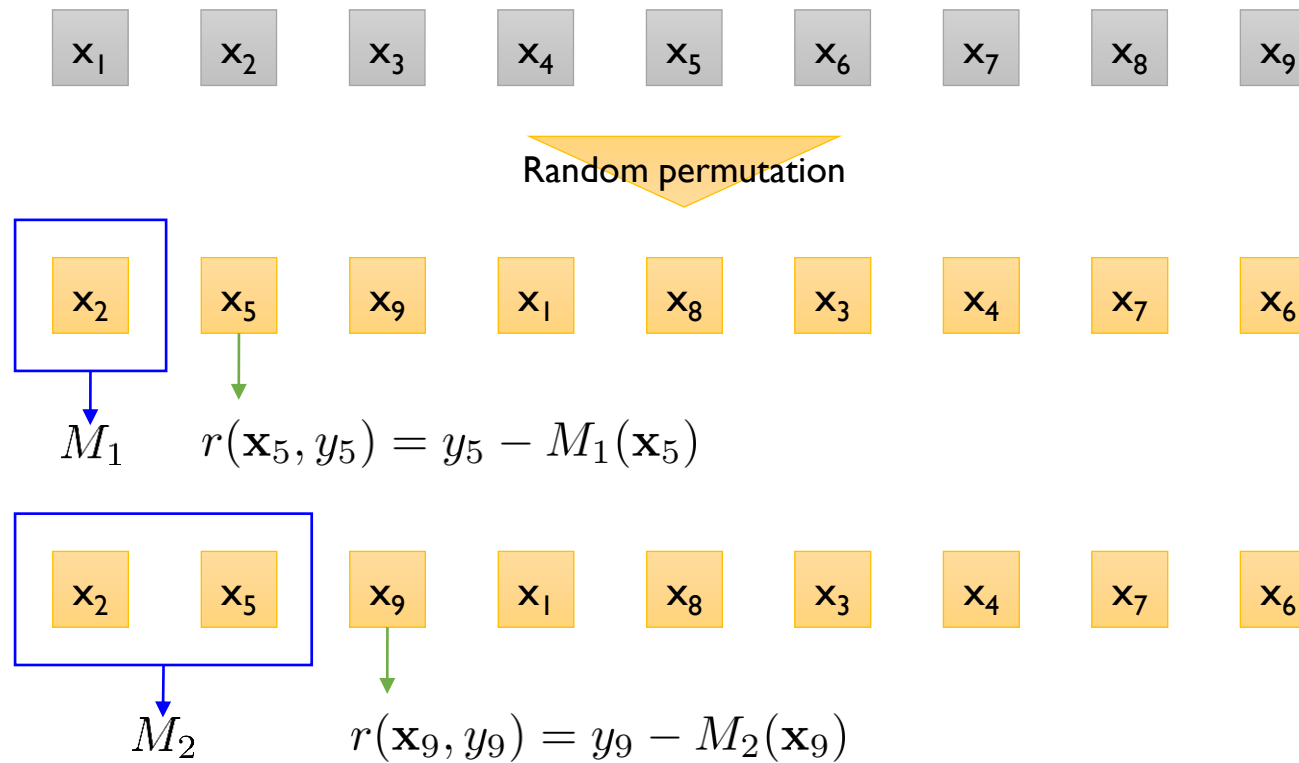 x₁ x₂ x₃ x₄ x₅ x₆ x₇ x₈ x₉
Random permutation
x₂ x₅ x₉ x₁ x₈ x₃ x₄ x₇ x₆
M₁ r(𝐱₅, y₅) = y₅ − M₁(𝐱₅)
x₂ x₅ x₉ x₁ x₈ x₃ x₄ x₇ x₆
M₂ r(𝐱₉, y₉) = y₉ − M₂(𝐱₉)